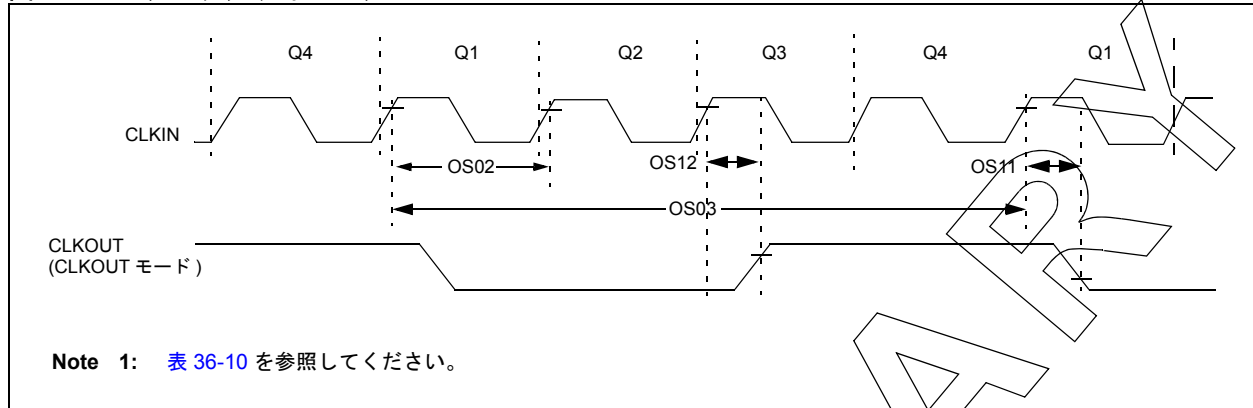 Q4 Q1 Q2 Q3 Q4 Q1
CLKIN
OS02 OS12 OS11
OS03
CLKOUT
(CLKOUT モード )
Note 1: 表 36-10 を参照してください。